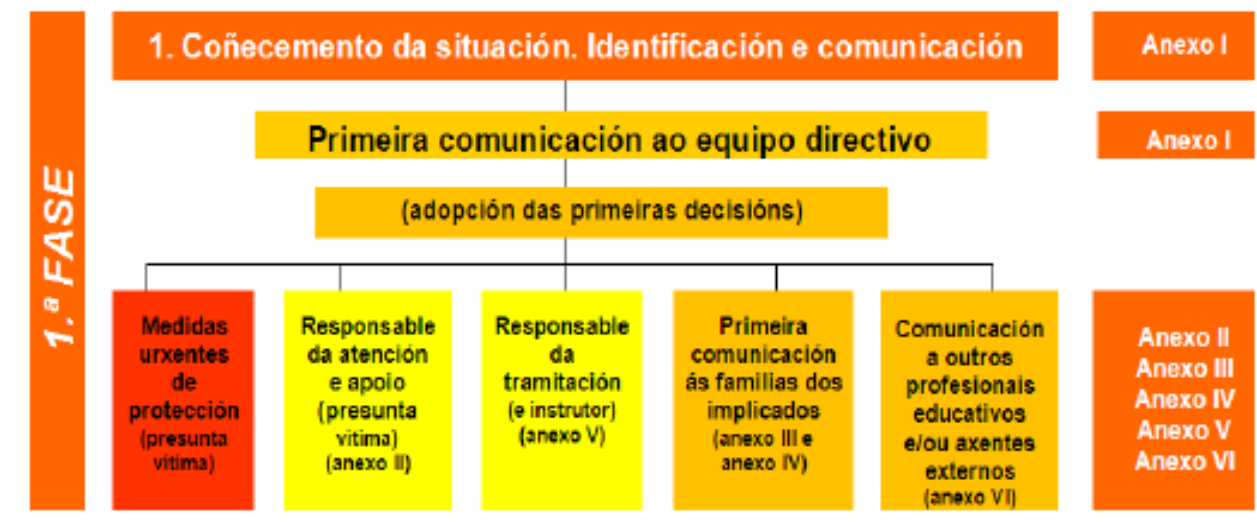 1.ª FASE
1. Coñecemento da situación. Identificación e comunicación
Anexo I
Primeira comunicación ao equipo directivo
Anexo I
(adopción das primeiras decisións)
Medidas
urxentes
de
protección
(presunta
vitima)
Responsable
da atención
e apoio
(presunta
vitima)
(anexo II)
Responsable
da
tramitación
(e instrutor)
(anexo V)
Primeira
comunicación
ás familias dos
implicados
(anexo III e
anexo IV)
Comunicación
a outros
profesionais
educativos
e/ou axentes
externos
(anexo VI)
Anexo II
Anexo III
Anexo IV
Anexo V
Anexo VI